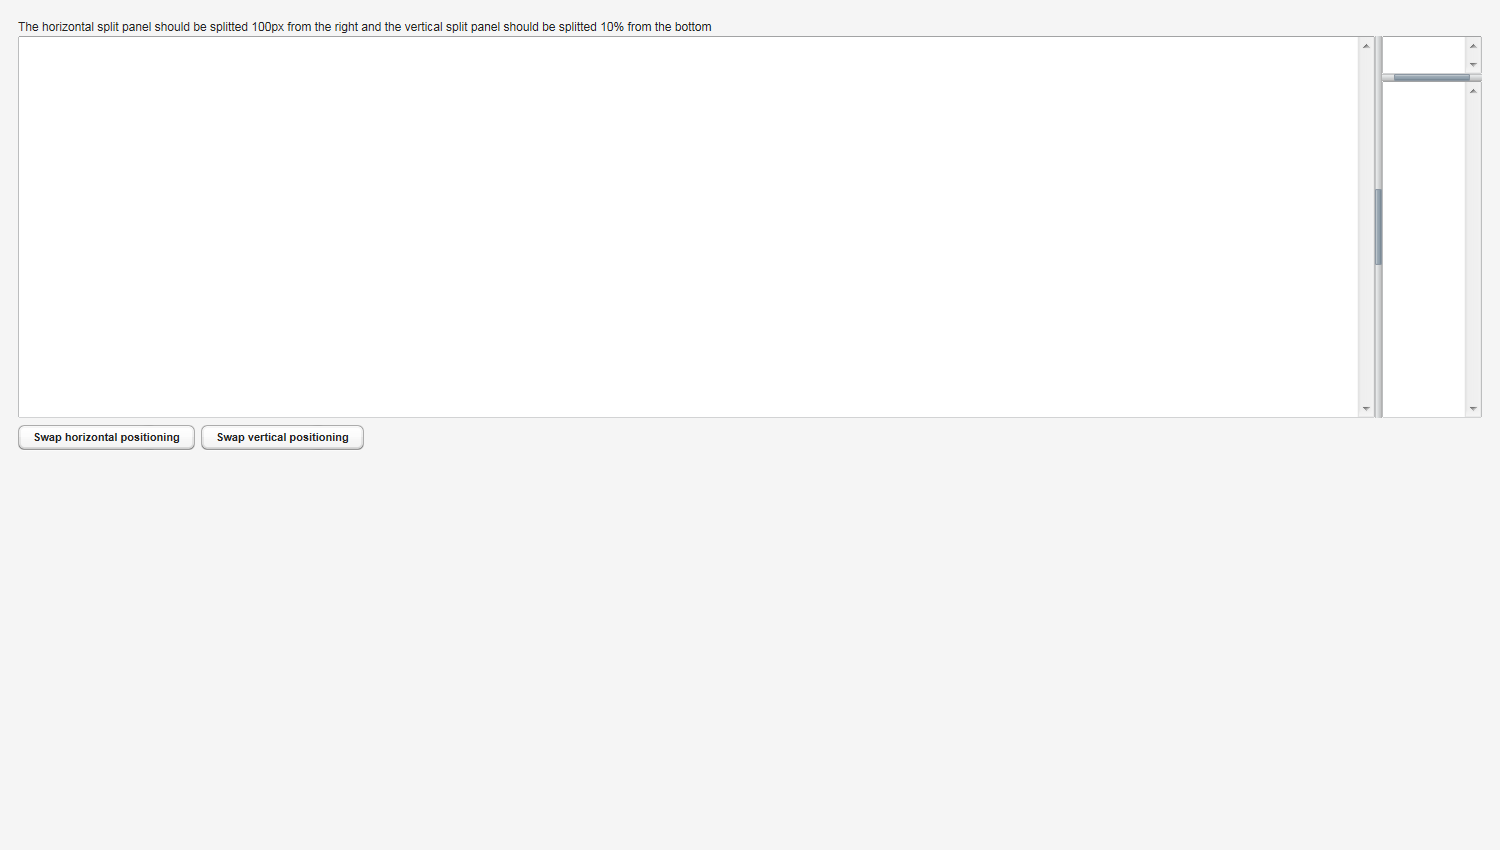 The horizontal split panel should be splitted 100px from the right and the vertical split panel should be splitted 10% from the bottom
Swap horizontal positioning Swap vertical positioning